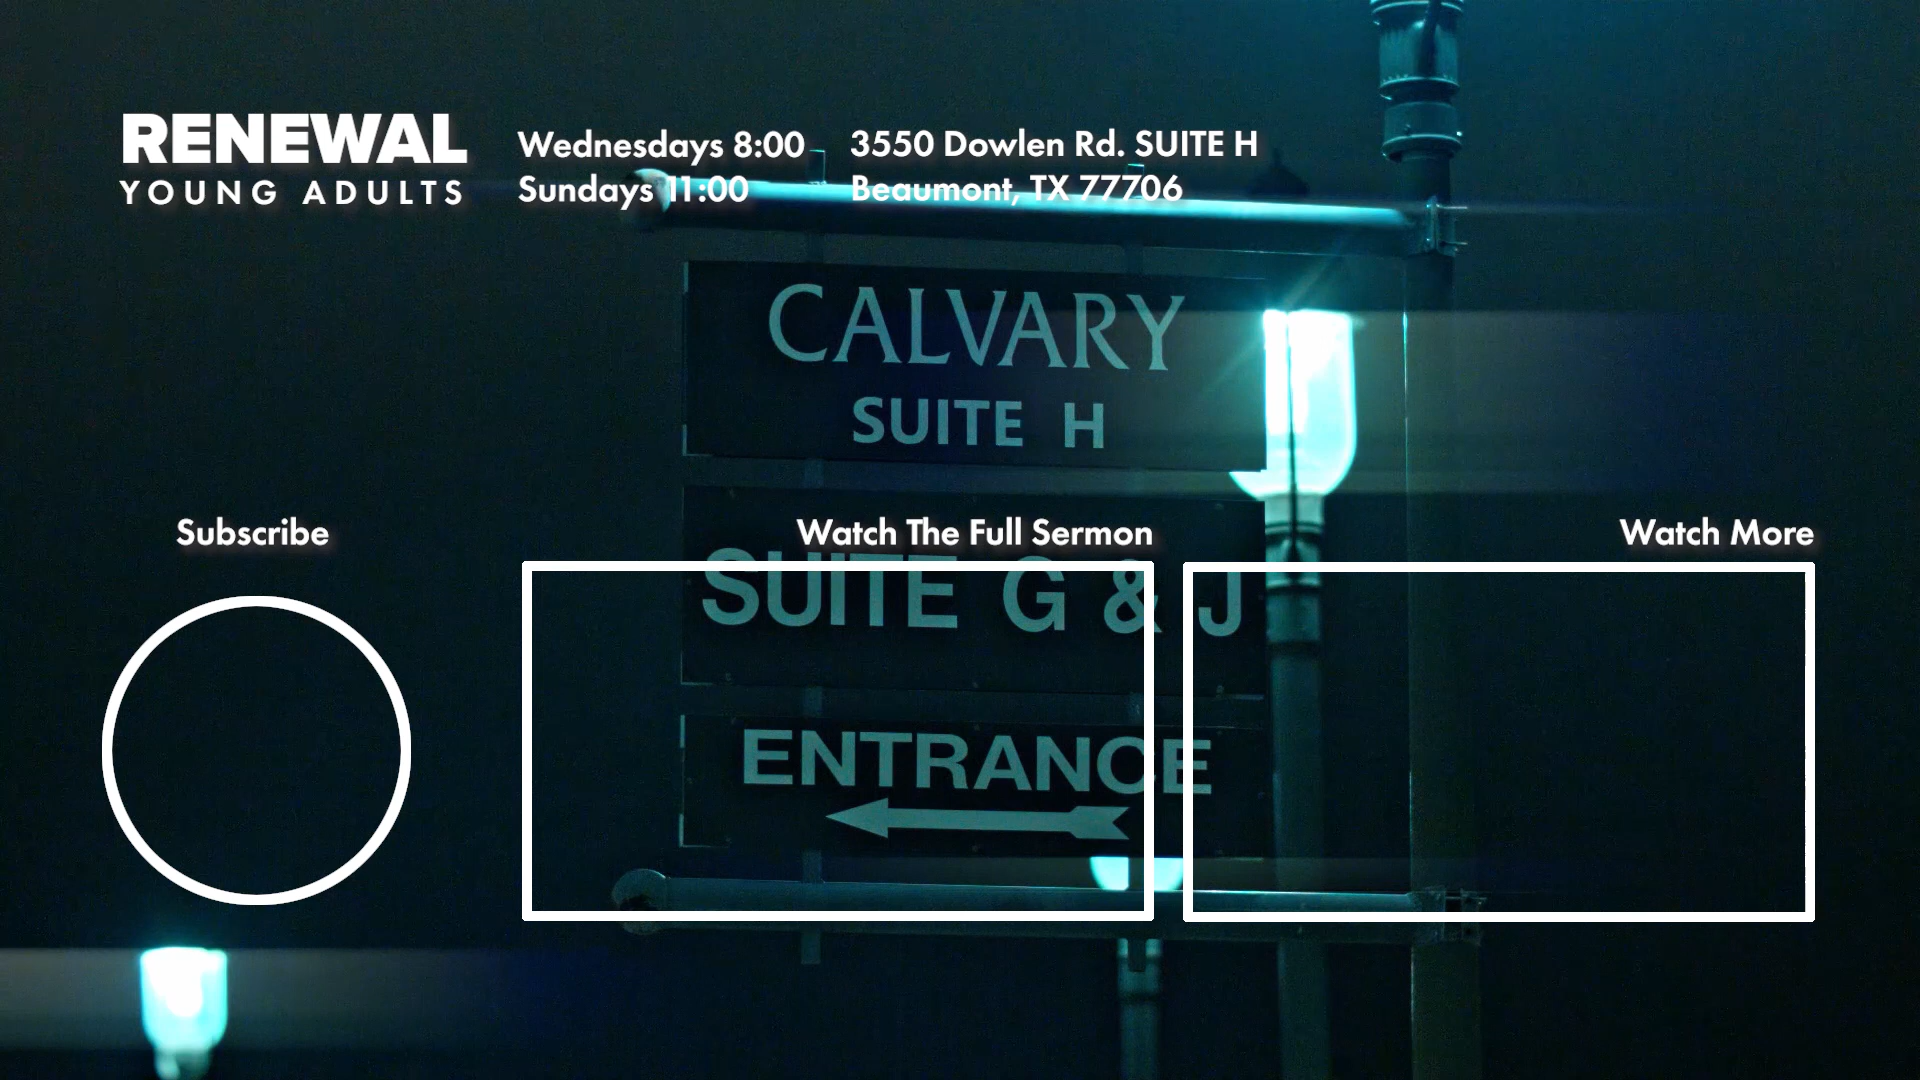 RENEWAL
YOUNG ADULTS
Wednesdays 8:00
Sundays 11:00
3550 Dowlen Rd. SUITE H
Beaumont, TX 77706
CALVARY
SUITE H
Subscribe
Watch The Full Sermon
Watch More
SUITE G & J
ENTRANCE